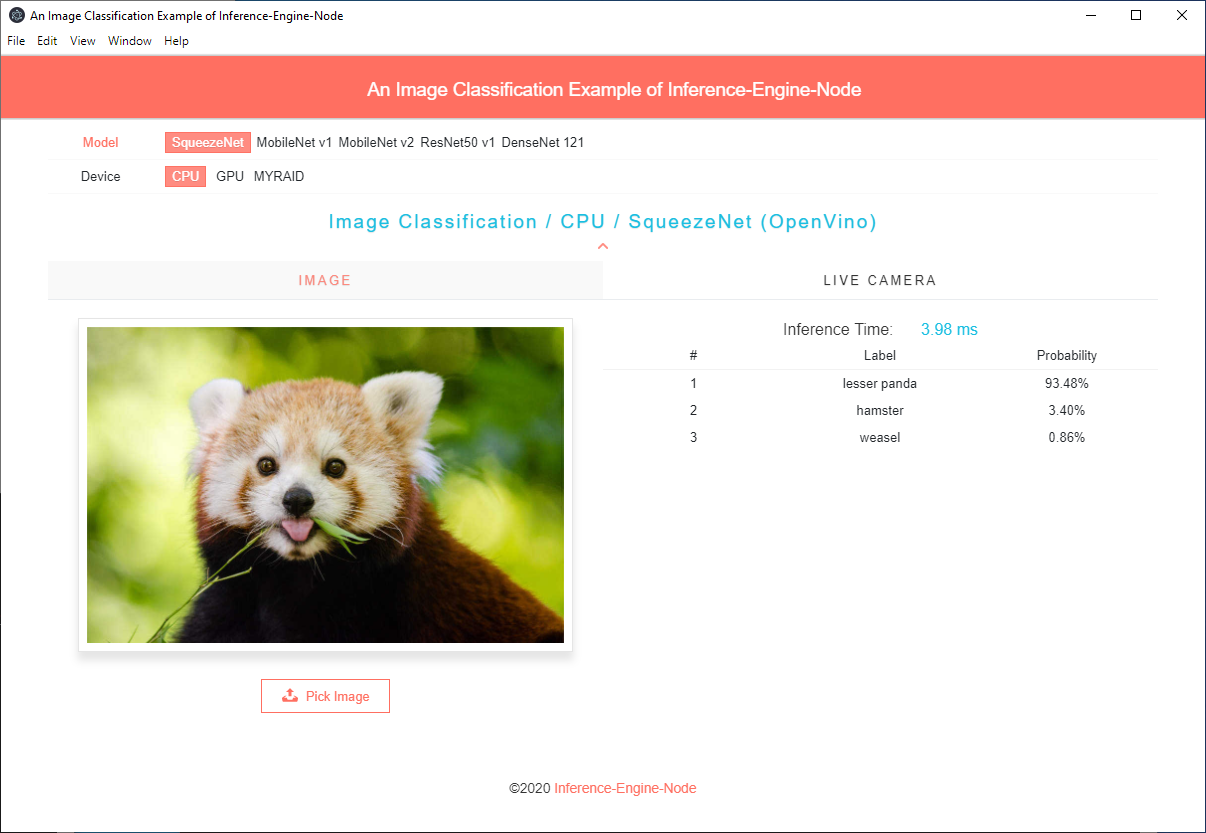 An Image Classification Example of Inference-Engine-Node
File Edit View Window Help
An Image Classification Example of Inference-Engine-Node
Model SqueezeNet MobileNet v1 MobileNet v2 ResNet50 v1 DenseNet 121
Device CPU GPU MYRAID
Image Classification / CPU / SqueezeNet (OpenVino)
IMAGE LIVE CAMERA
Inference Time: 3.98 ms
# Label Probability
1 lesser panda 93.48%
2 hamster 3.40%
3 weasel 0.86%
Pick Image
©2020 Inference-Engine-Node